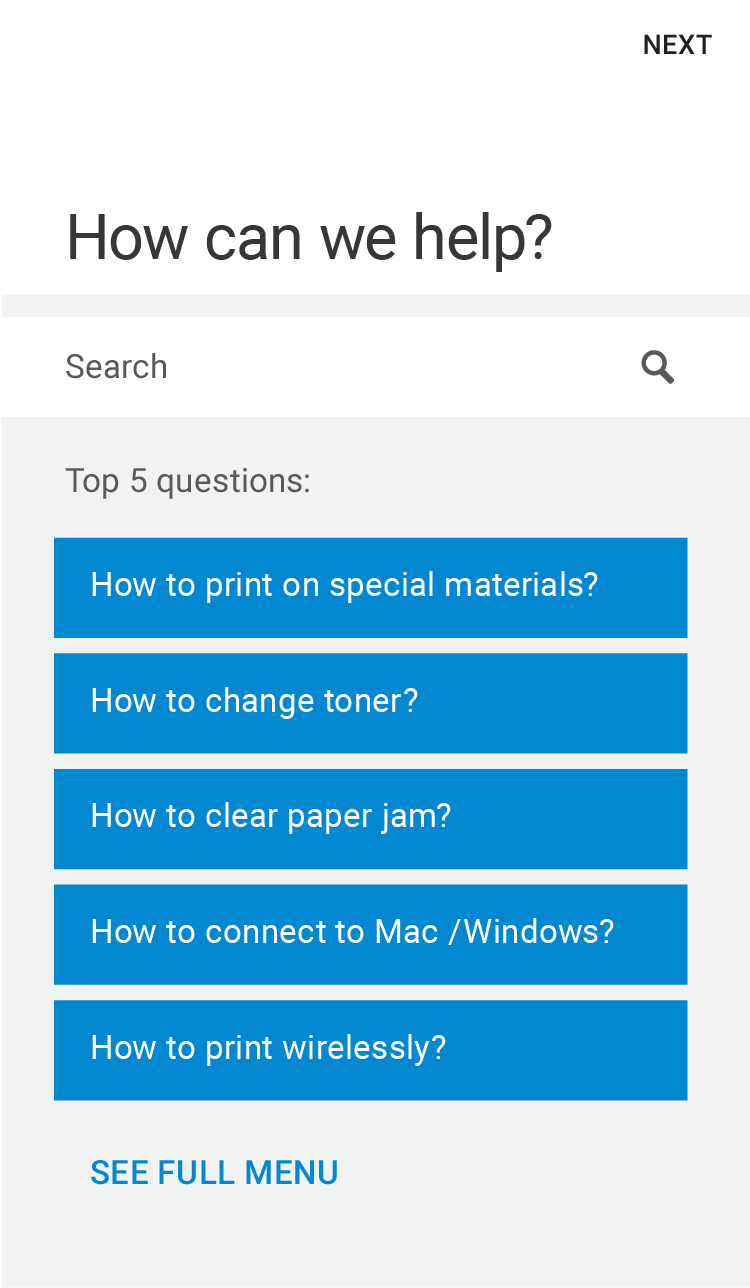 NEXT
How can we help?
Search
Top 5 questions:
How to print on special materials?
How to change toner?
How to clear paper jam?
How to connect to Mac /Windows?
How to print wirelessly?
SEE FULL MENU